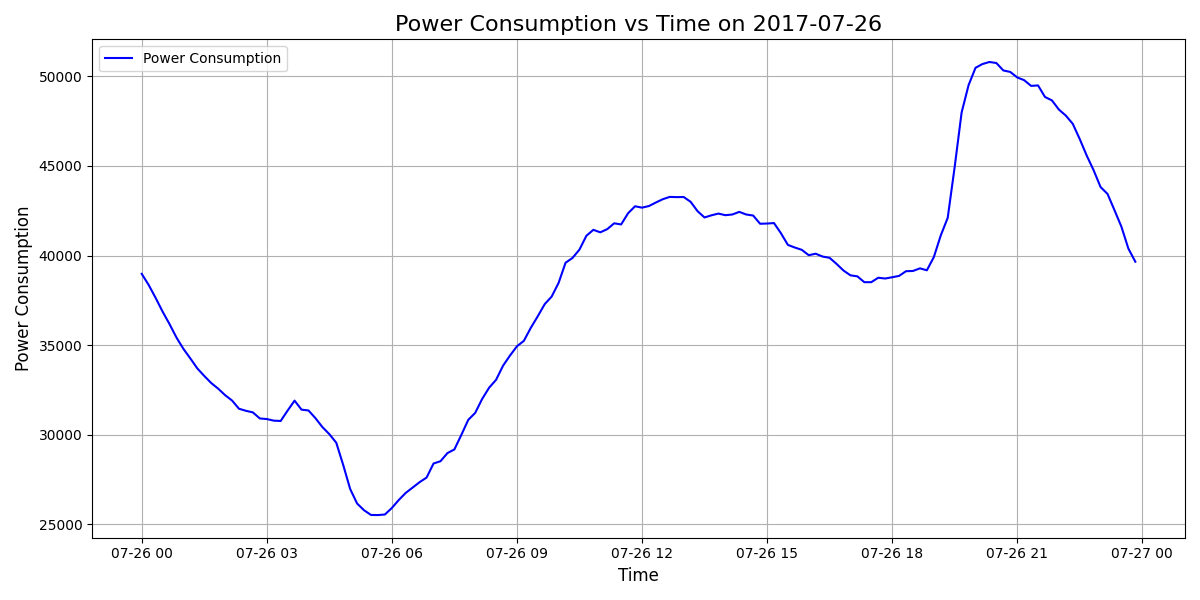 Power Consumption vs Time on 2017-07-26
Power Consumption
50000
45000
40000
35000
30000
25000
Power Consumption
07-26 00 07-26 03 07-26 06 07-26 09 07-26 12 07-26 15 07-26 18 07-26 21 07-27 00
Time